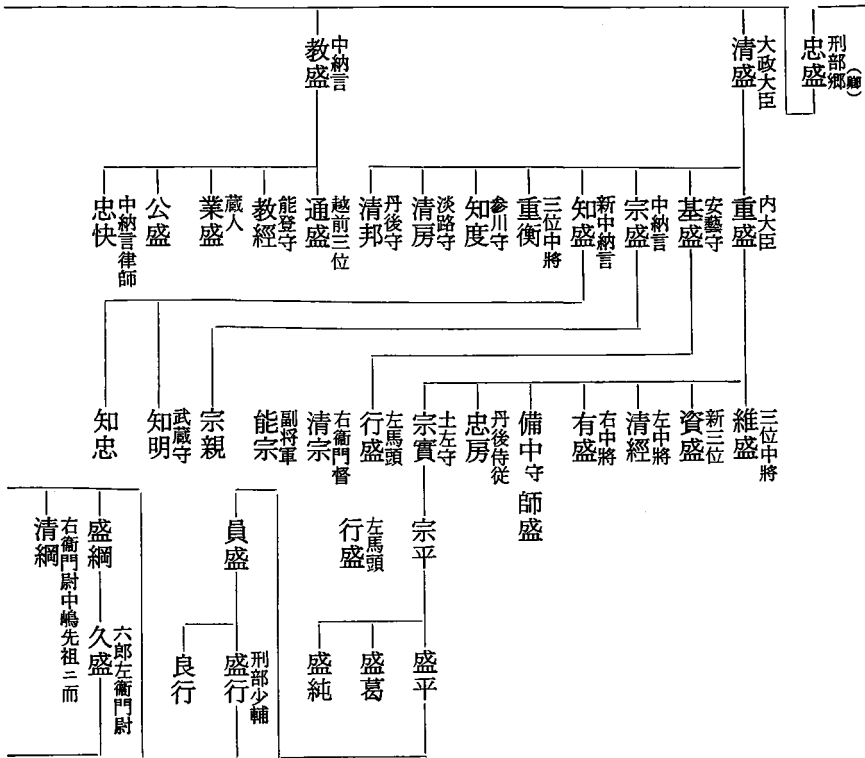 刑部郷(卿)
忠盛
大政大臣
清盛
中納言
教盛
内大臣
重盛
安藝守
基盛
中納言
宗盛
新中納言
知盛
三位中將
重衡
參川守
知度
淡路守
清房
丹後守
清邦
越前三位
通盛
能登守
教經
蔵人
業盛
公盛
中納言律師
忠快
三位中將
維盛
新三位
資盛
左中將
清經
右中將
有盛
備中守 師盛
丹後侍従
忠房
土左守
宗實
左馬頭
行盛
右衞門督
清宗
副将軍
能宗
宗親
武蔵守
知明
知忠
宗平
左馬頭
行盛
員盛
盛綱
右衞門尉中嶋先祖ニ而
清綱
盛平
盛葛
盛純
刑部少輔
盛行
良行
六郎左衞門尉
久盛